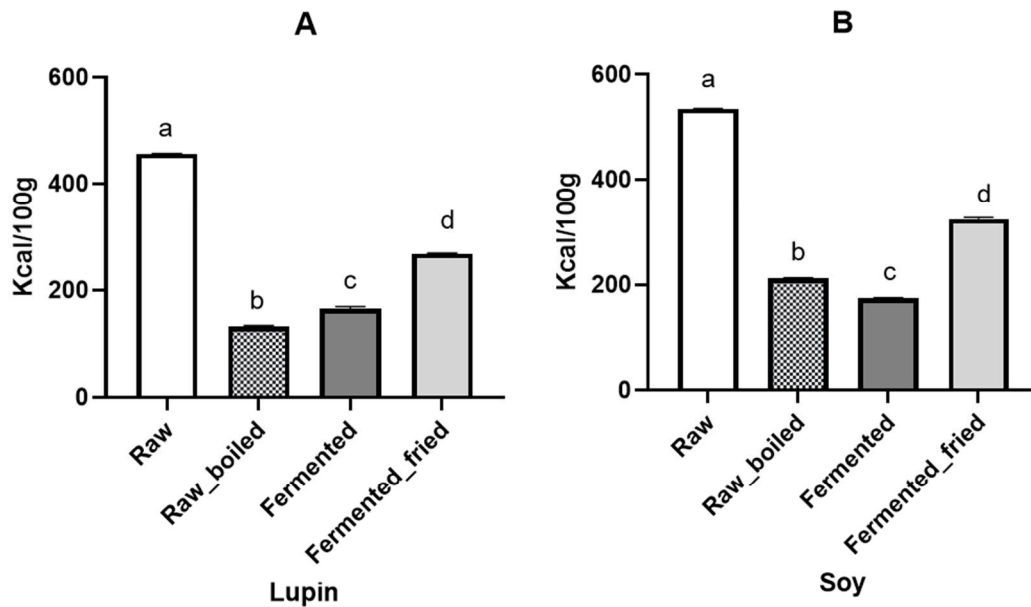 A
Kcal/100g
600
400
200
0
a
b
c
d
Raw
Raw_boiled
Fermented
Fermented_fried
Lupin
B
Kcal/100g
600
400
200
0
a
b
c
d
Raw
Raw_boiled
Fermented
Fermented_fried
Soy